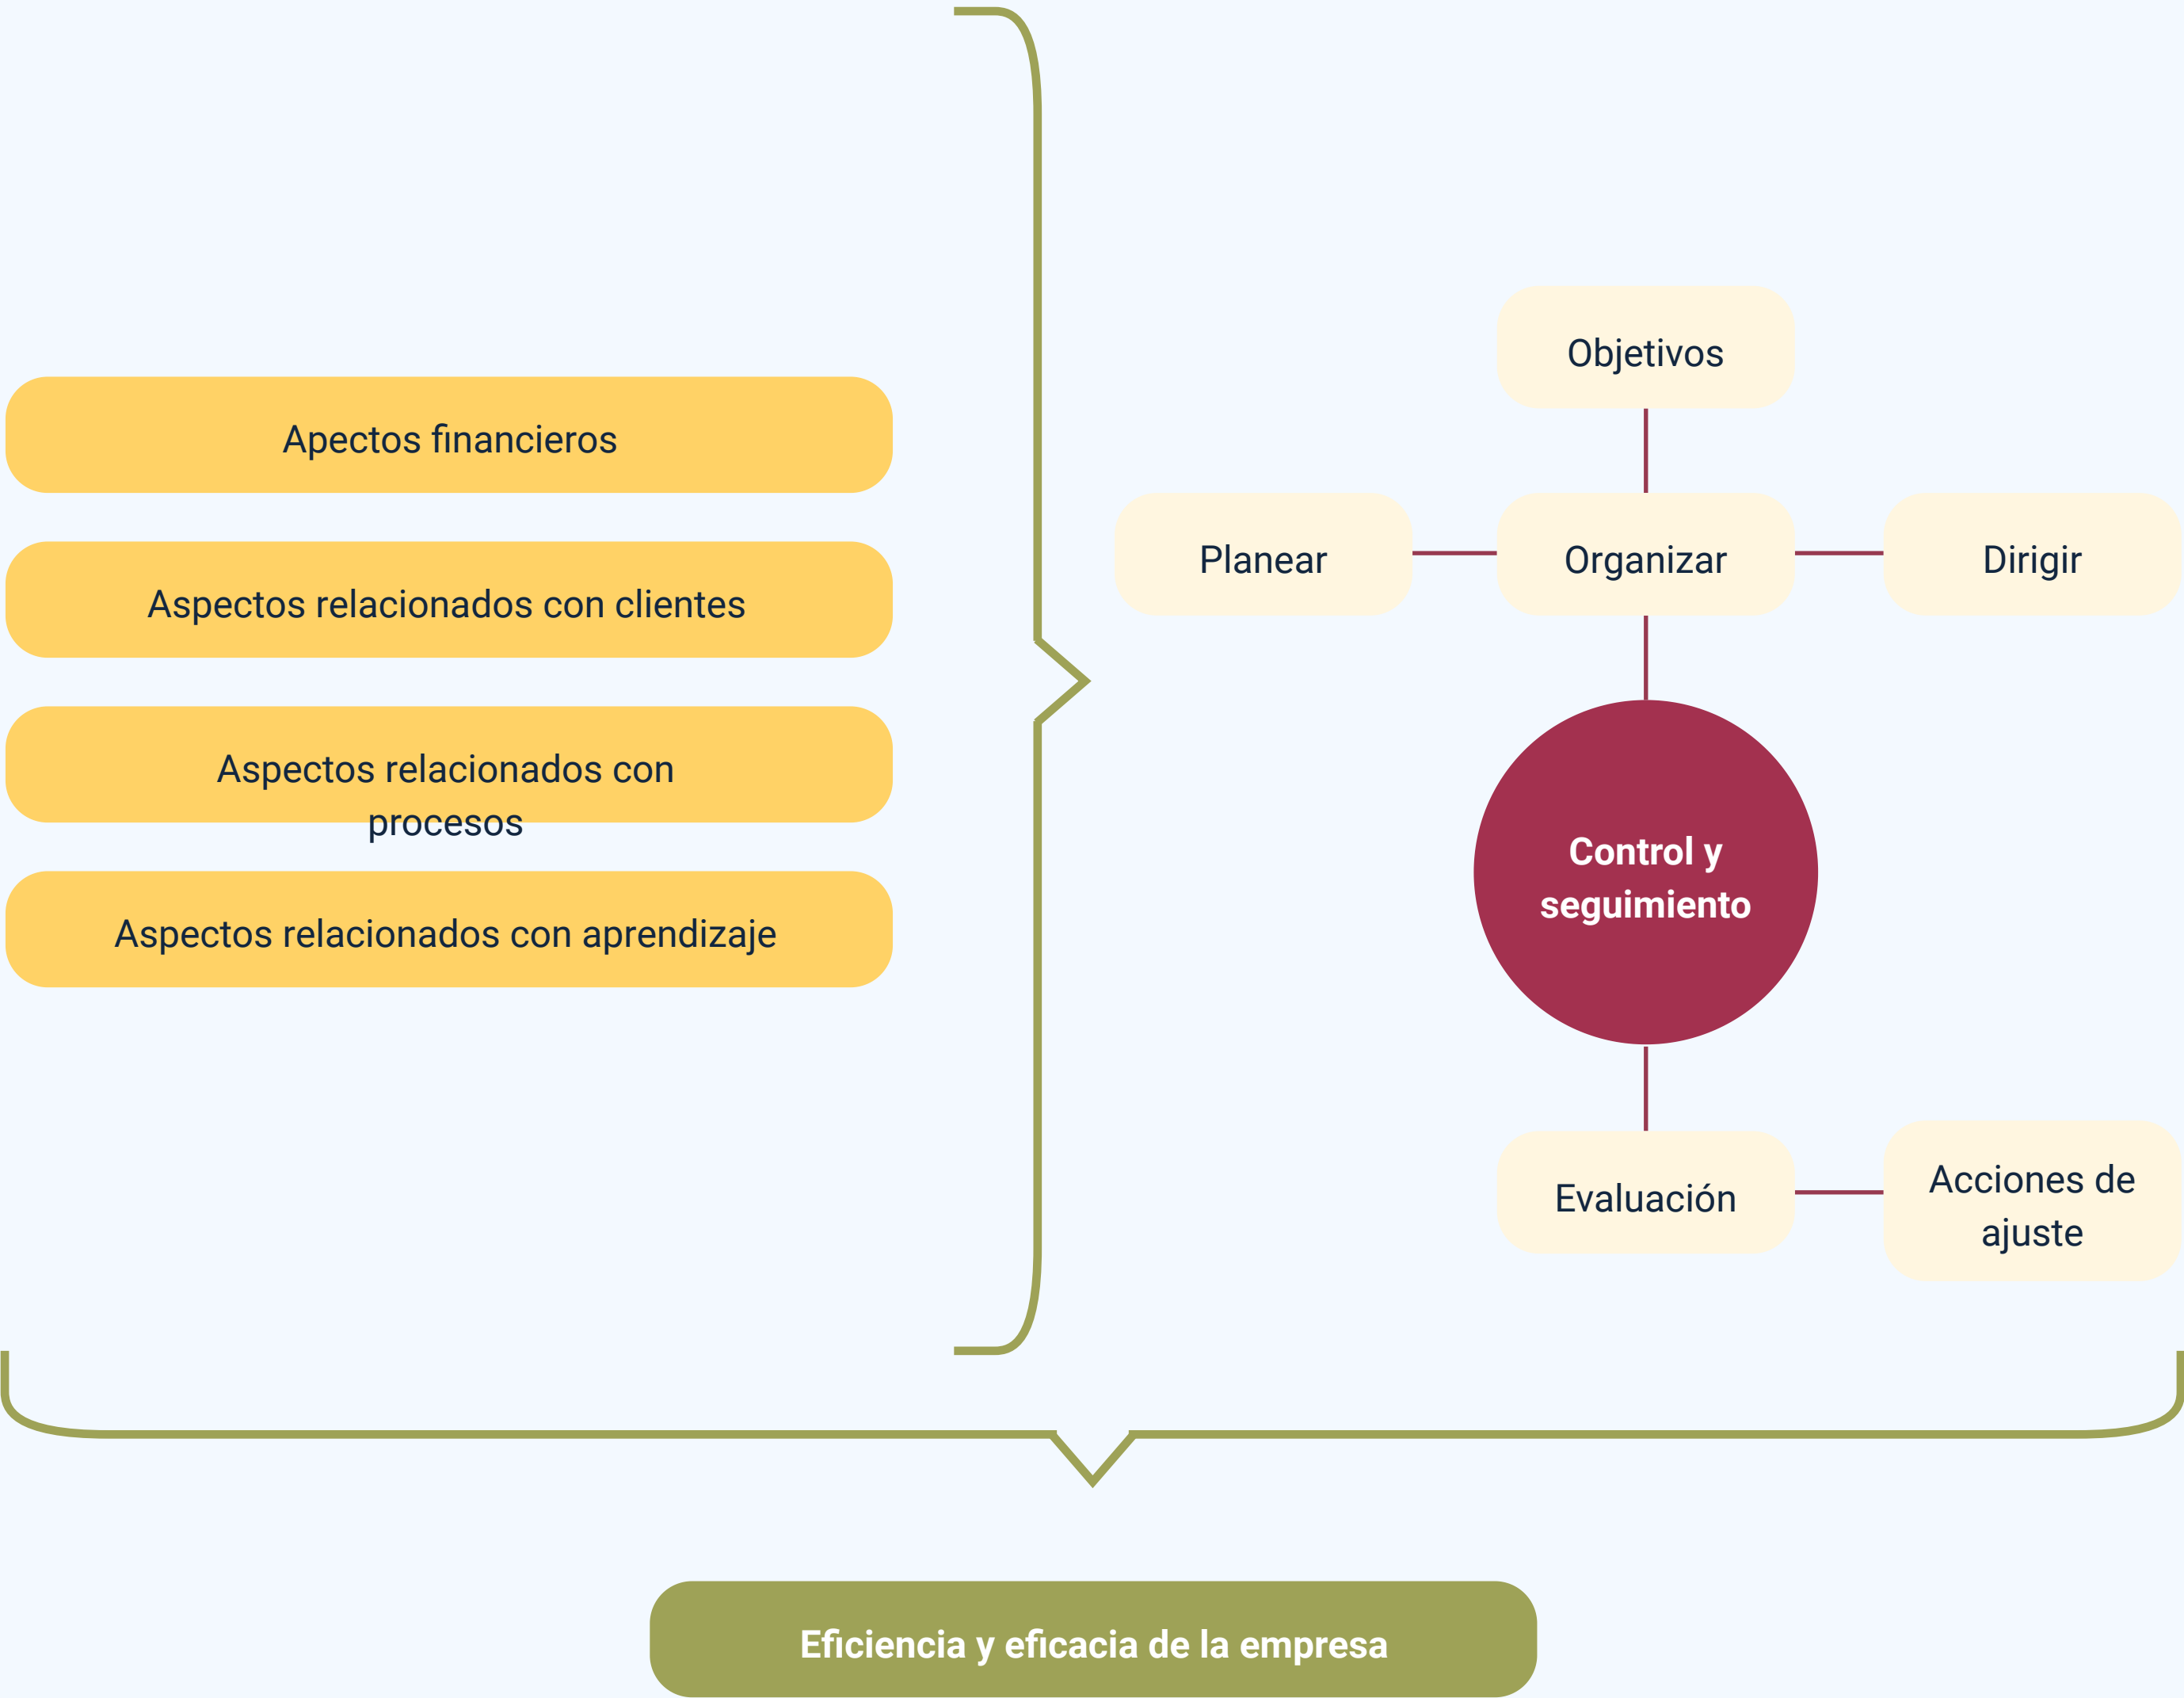 Apectos financieros
Aspectos relacionados con clientes
Aspectos relacionados con
procesos
Aspectos relacionados con aprendizaje
Objetivos
Planear
Organizar
Dirigir
Control y
seguimiento
Evaluación
Acciones de
ajuste
Eficiencia y eficacia de la empresa